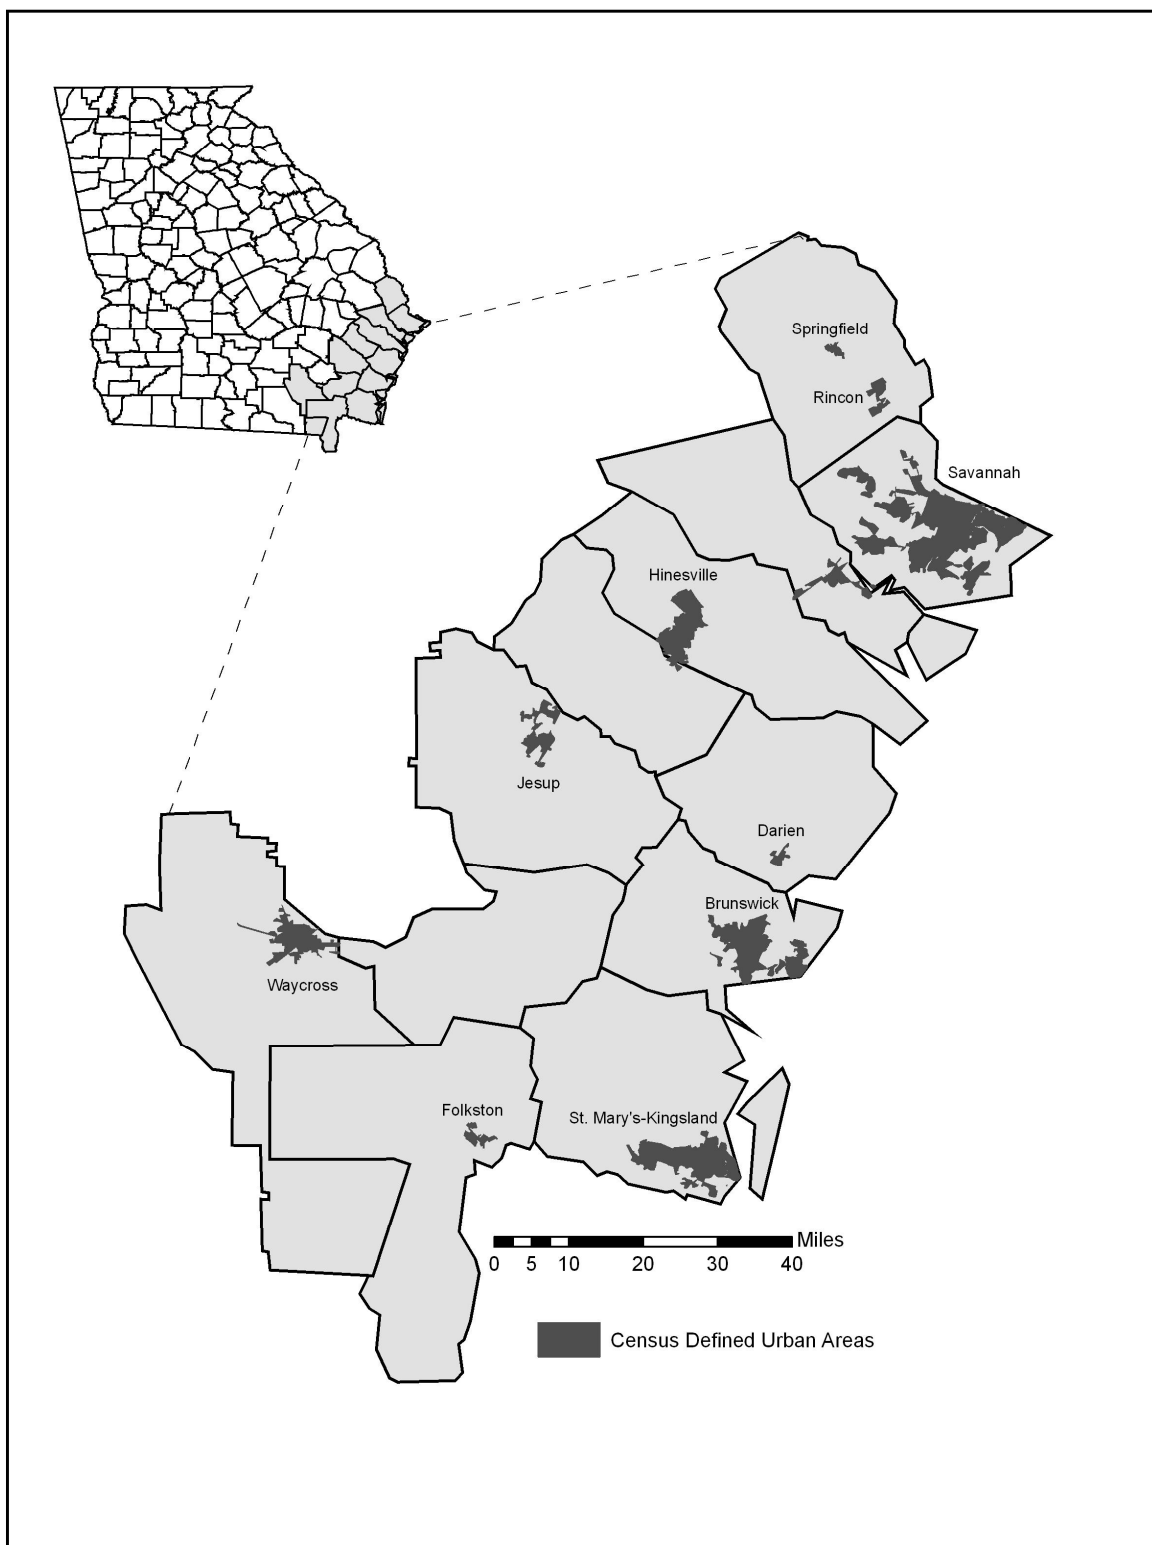 Springfield
Rincon
Savannah
Hinesville
Jesup
Darien
Brunswick
Waycross
Folkston
St. Mary's-Kingsland
Miles
0 5 10 20 30 40
Census Defined Urban Areas